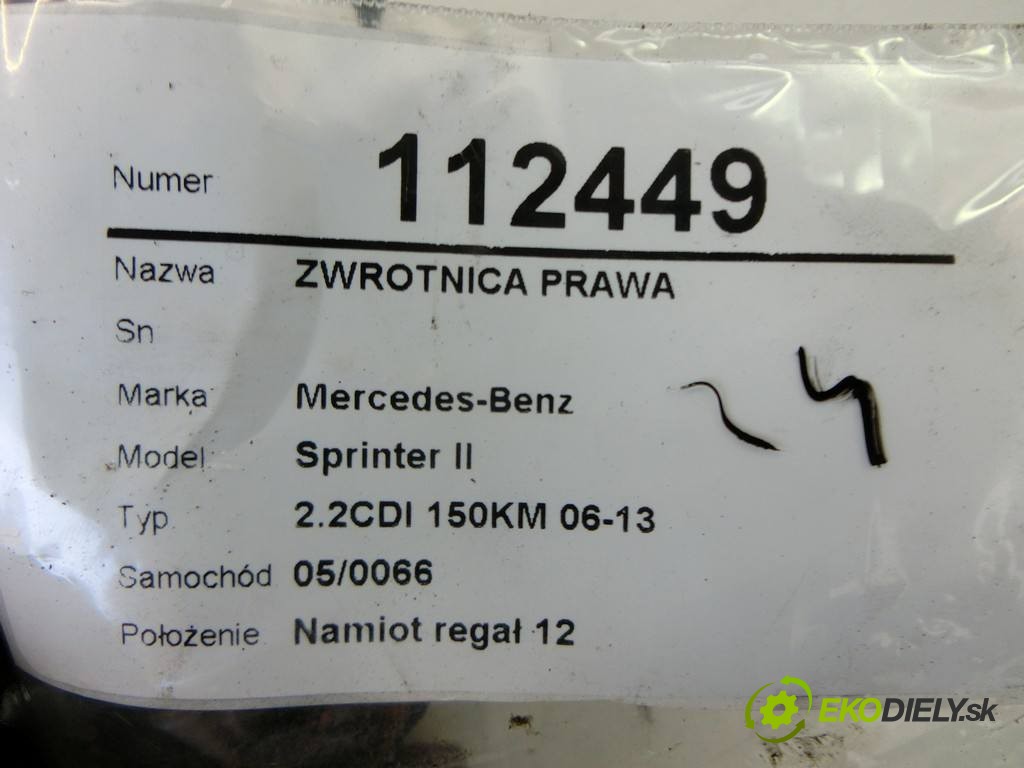 Numer 112449
Nazwa ZWROTNICA PRAWA
Sn
Marka Mercedes-Benz
Model Sprinter II
Typ 2.2CDI 150KM 06-13
Samochód 05/0066
Położenie Namiot regał 12
EKODIELY.sk